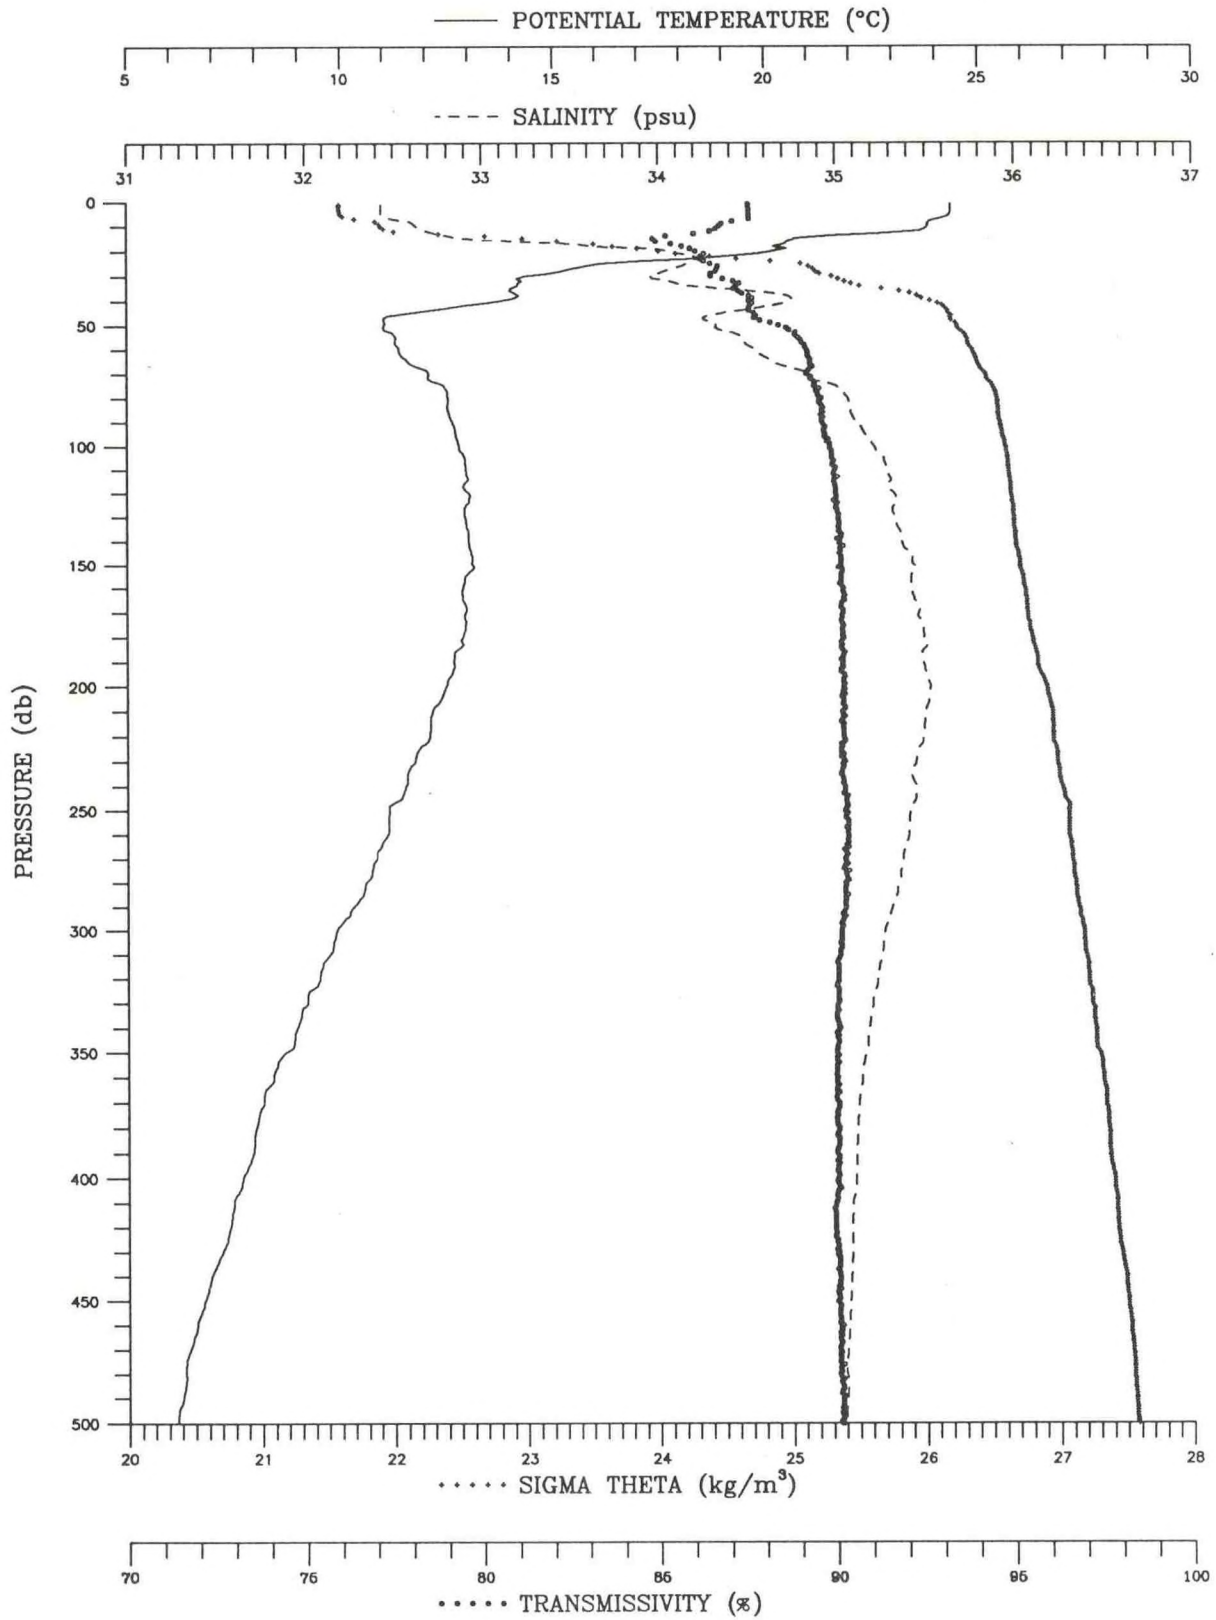 POTENTIAL TEMPERATURE (°C)
5 10 15 20 25 30
SALINITY (psu)
31 32 33 34 35 36 37
0
50
100
150
200
250
300
350
400
450
500
PRESSURE (db)
20 21 22 23 24 25 26 27 28
SIGMA THETA (kg/m³)
70 75 80 85 90 95 100
TRANSMISSIVITY (%)